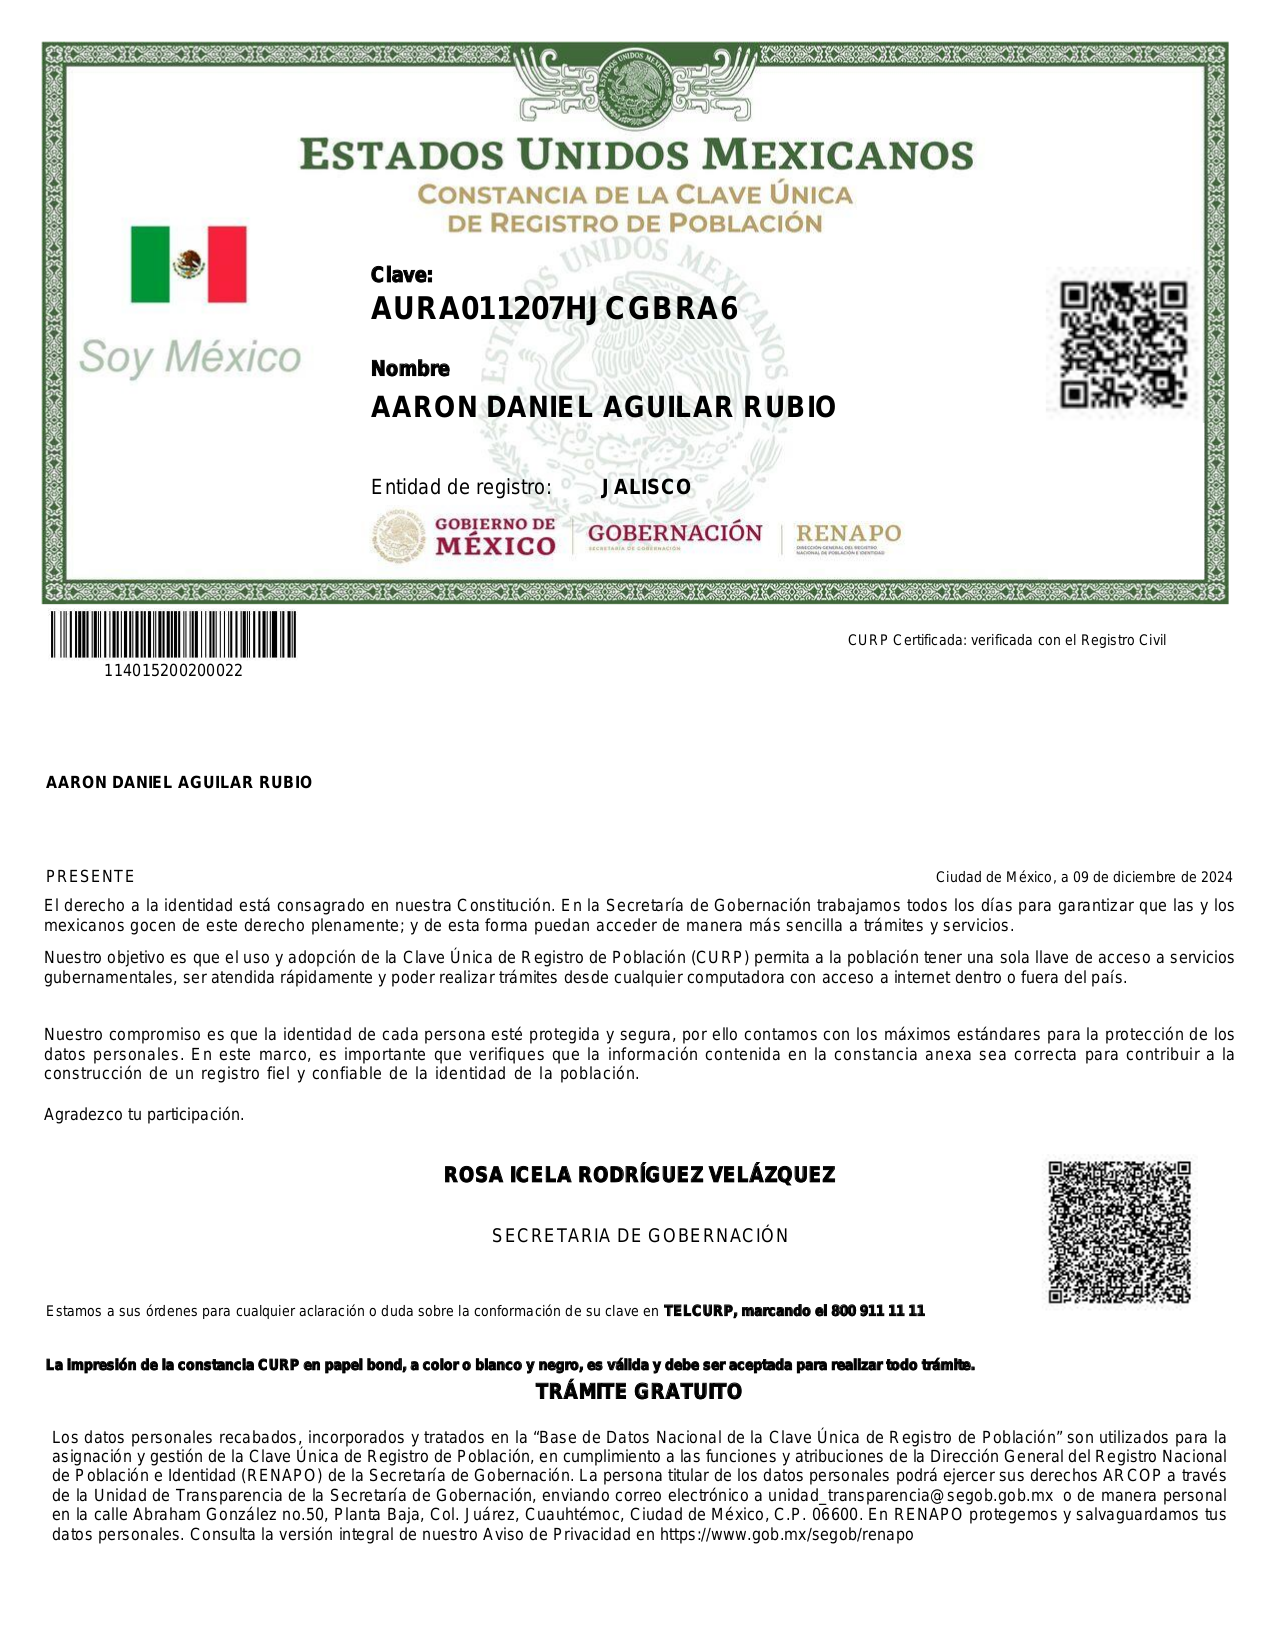 ESTADOS UNIDOS MEXICANOS
ESTADOS UNIDOS MEXICANOS
CONSTANCIA DE LA CLAVE ÚNICA
DE REGISTRO DE POBLACIÓN
ESTADOS UNIDOS MEXICANOS
Soy México
Clave:
AURA011207HJCGBRA6
Nombre
AARON DANIEL AGUILAR RUBIO
Entidad de registro: JALISCO
GOBIERNO DE
MÉXICO
GOBERNACIÓN
SECRETARÍA DE GOBERNACIÓN
RENAPO
DIRECCIÓN GENERAL DEL REGISTRO
NACIONAL DE POBLACIÓN E IDENTIDAD
114015200200022
CURP Certificada: verificada con el Registro Civil
AARON DANIEL AGUILAR RUBIO
PRESENTE
Ciudad de México, a 09 de diciembre de 2024
El derecho a la identidad está consagrado en nuestra Constitución. En la Secretaría de Gobernación trabajamos todos los días para garantizar que las y los
mexicanos gocen de este derecho plenamente; y de esta forma puedan acceder de manera más sencilla a trámites y servicios.
Nuestro objetivo es que el uso y adopción de la Clave Única de Registro de Población (CURP) permita a la población tener una sola llave de acceso a servicios
gubernamentales, ser atendida rápidamente y poder realizar trámites desde cualquier computadora con acceso a internet dentro o fuera del país.
Nuestro compromiso es que la identidad de cada persona esté protegida y segura, por ello contamos con los máximos estándares para la protección de los
datos personales. En este marco, es importante que verifiques que la información contenida en la constancia anexa sea correcta para contribuir a la
construcción de un registro fiel y confiable de la identidad de la población.
Agradezco tu participación.
ROSA ICELA RODRÍGUEZ VELÁZQUEZ
SECRETARIA DE GOBERNACIÓN
Estamos a sus órdenes para cualquier aclaración o duda sobre la conformación de su clave en TELCURP, marcando el 800 911 11 11
La impresión de la constancia CURP en papel bond, a color o blanco y negro, es válida y debe ser aceptada para realizar todo trámite.
TRÁMITE GRATUITO
Los datos personales recabados, incorporados y tratados en la “Base de Datos Nacional de la Clave Única de Registro de Población” son utilizados para la
asignación y gestión de la Clave Única de Registro de Población, en cumplimiento a las funciones y atribuciones de la Dirección General del Registro Nacional
de Población e Identidad (RENAPO) de la Secretaría de Gobernación. La persona titular de los datos personales podrá ejercer sus derechos ARCOP a través
de la Unidad de Transparencia de la Secretaría de Gobernación, enviando correo electrónico a unidad_transparencia@segob.gob.mx o de manera personal
en la calle Abraham González no.50, Planta Baja, Col. Juárez, Cuauhtémoc, Ciudad de México, C.P. 06600. En RENAPO protegemos y salvaguardamos tus
datos personales. Consulta la versión integral de nuestro Aviso de Privacidad en https://www.gob.mx/segob/renapo